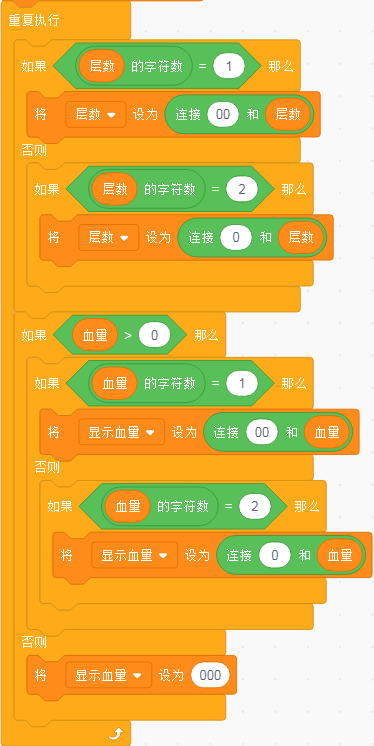 重复执行
如果 层数 的字符数 = 1 那么
将 层数 设为 连接 00 和 层数
否则
如果 层数 的字符数 = 2 那么
将 层数 设为 连接 0 和 层数
如果 血量 > 0 那么
如果 血量 的字符数 = 1 那么
将 显示血量 设为 连接 00 和 血量
否则
如果 血量 的字符数 = 2 那么
将 显示血量 设为 连接 0 和 血量
否则
将 显示血量 设为 000